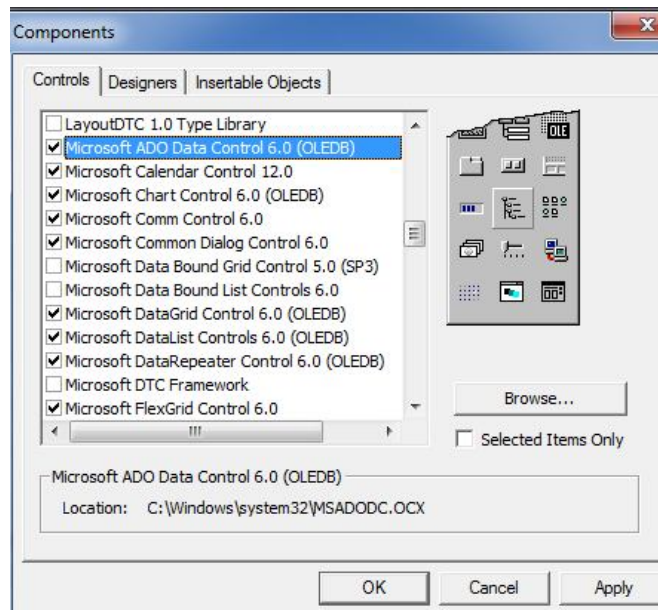 Components
Controls
Designers
Insertable Objects
LayoutDTC 1.0 Type Library
Microsoft ADO Data Control 6.0 (OLEDB)
Microsoft Calendar Control 12.0
Microsoft Chart Control 6.0 (OLEDB)
Microsoft Comm Control 6.0
Microsoft Common Dialog Control 6.0
Microsoft Data Bound Grid Control 5.0 (SP3)
Microsoft Data Bound List Controls 6.0
Microsoft DataGrid Control 6.0 (OLEDB)
Microsoft DataList Controls 6.0 (OLEDB)
Microsoft DataRepeater Control 6.0 (OLEDB)
Microsoft DTC Framework
Microsoft FlexGrid Control 6.0
OLE
Browse...
Selected Items Only
Microsoft ADO Data Control 6.0 (OLEDB)
Location: C:\Windows\system32\MSADODC.OCX
OK
Cancel
Apply